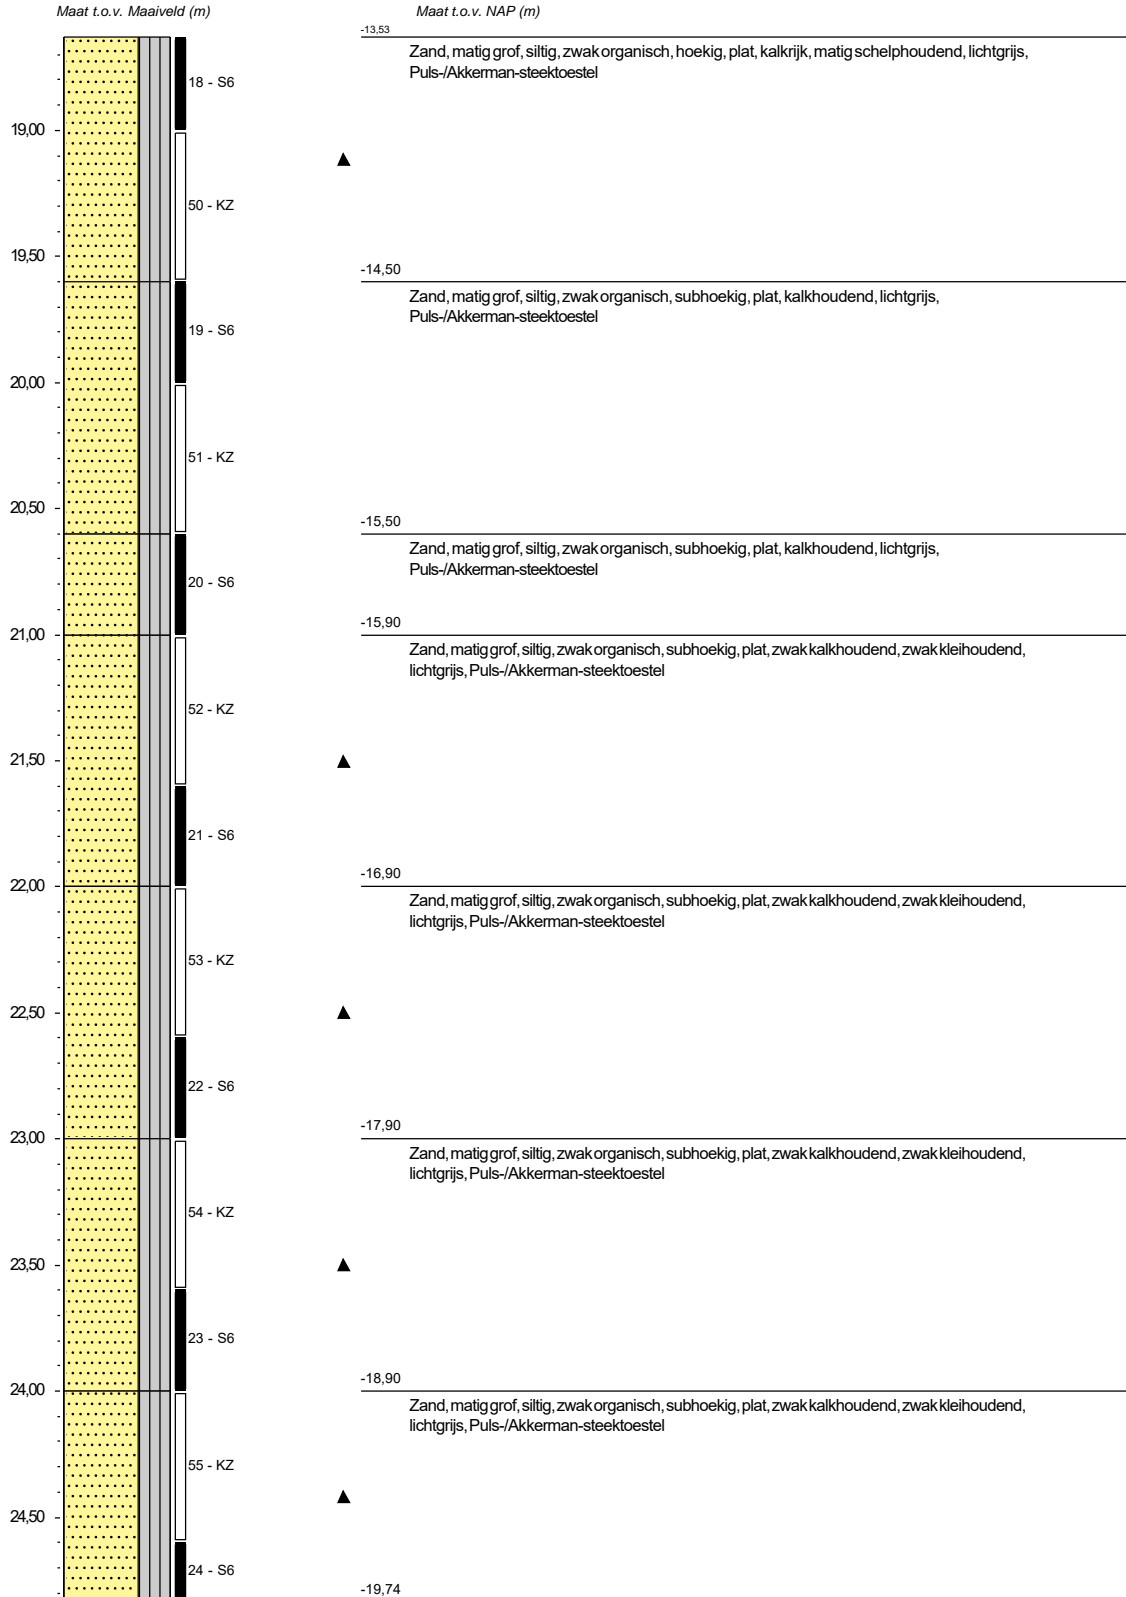 Maat t.o.v. Maaiveld (m)
Maat t.o.v. NAP (m)
-13,53
Zand, matig grof, siltig, zwak organisch, hoekig, plat, kalkrijk, matig schelphoudend, lichtgrijs,
Puls-/Akkerman-steektoestel
18 - S6
19,00
50 - KZ
19,50
-14,50
Zand, matig grof, siltig, zwak organisch, subhoekig, plat, kalkhoudend, lichtgrijs,
Puls-/Akkerman-steektoestel
19 - S6
20,00
51 - KZ
20,50
-15,50
Zand, matig grof, siltig, zwak organisch, subhoekig, plat, kalkhoudend, lichtgrijs,
Puls-/Akkerman-steektoestel
20 - S6
21,00
-15,90
Zand, matig grof, siltig, zwak organisch, subhoekig, plat, zwak kalkhoudend, zwak kleihoudend,
lichtgrijs, Puls-/Akkerman-steektoestel
52 - KZ
21,50
21 - S6
22,00
-16,90
Zand, matig grof, siltig, zwak organisch, subhoekig, plat, zwak kalkhoudend, zwak kleihoudend,
lichtgrijs, Puls-/Akkerman-steektoestel
53 - KZ
22,50
22 - S6
23,00
-17,90
Zand, matig grof, siltig, zwak organisch, subhoekig, plat, zwak kalkhoudend, zwak kleihoudend,
lichtgrijs, Puls-/Akkerman-steektoestel
54 - KZ
23,50
23 - S6
24,00
-18,90
Zand, matig grof, siltig, zwak organisch, subhoekig, plat, zwak kalkhoudend, zwak kleihoudend,
lichtgrijs, Puls-/Akkerman-steektoestel
55 - KZ
24,50
24 - S6
-19,74